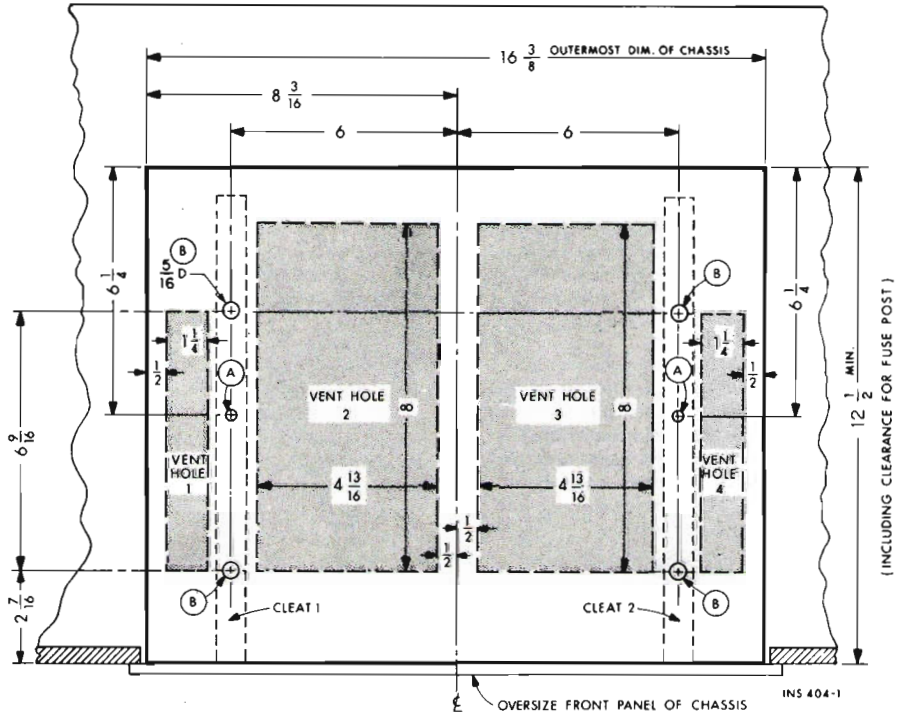 16 3/8 OUTERMOST DIM. OF CHASSIS
8 3/16
6
6
6 1/4
B
5/16 D
B
6 1/4
12 1/2 MIN.
(INCLUDING CLEARANCE FOR FUSE POST)
1 1/4
1/2
A
A
1 1/4
1/2
VENT HOLE
2
8
VENT HOLE
3
8
6 9/16
VENT
HOLE
1
4 13/16
4 13/16
VENT
HOLE
4
1/2
1/2
2 7/16
B
CLEAT 1
CLEAT 2
B
℄
OVERSIZE FRONT PANEL OF CHASSIS
INS 404-1